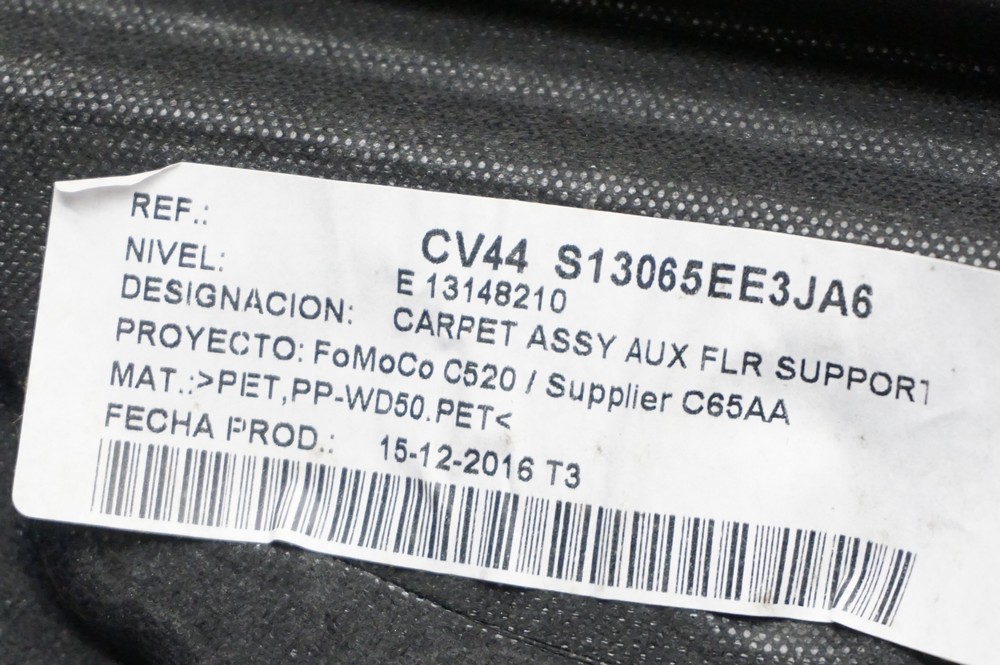 REF.: CV44 S13065EE3JA6
NIVEL: E 13148210
DESIGNACION: CARPET ASSY AUX FLR SUPPORT
PROYECTO: FoMoCo C520 / Supplier C65AA
MAT.:>PET,PP-WD50.PET<
FECHA PROD.: 15-12-2016 T3